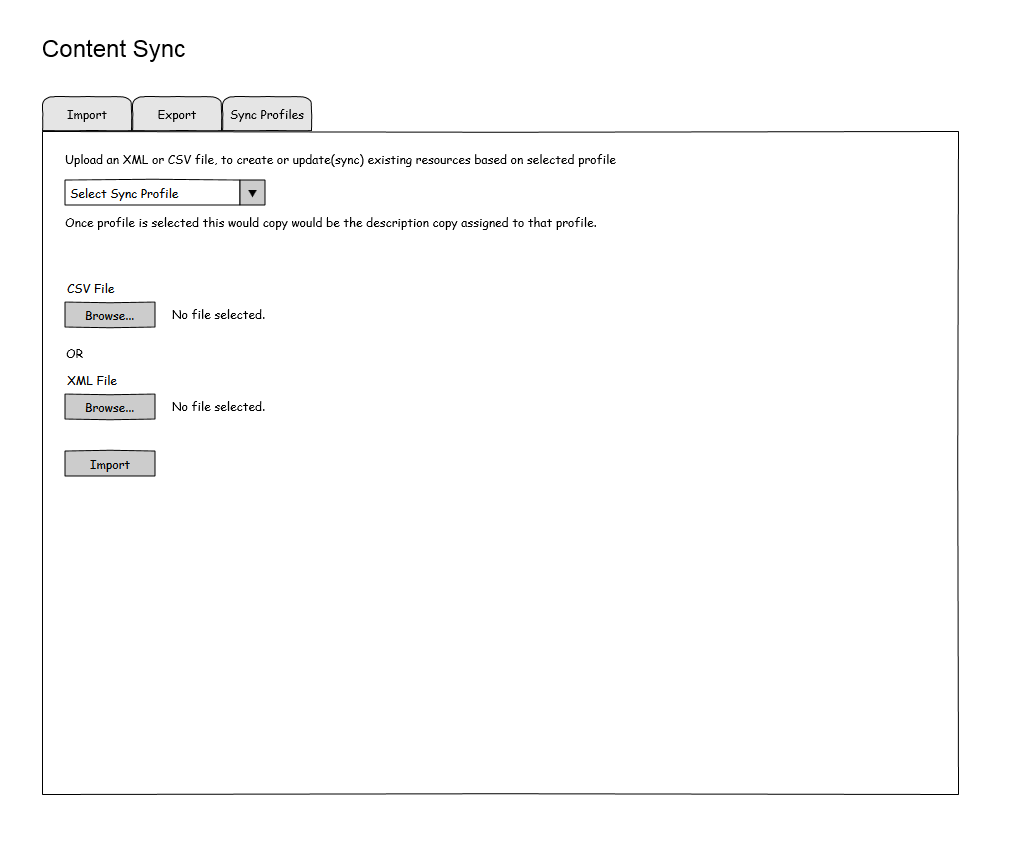 Content Sync
Import Export Sync Profiles
Upload an XML or CSV file, to create or update(sync) existing resources based on selected profile
Select Sync Profile
Once profile is selected this would copy would be the description copy assigned to that profile.
CSV File
Browse... No file selected.
OR
XML File
Browse... No file selected.
Import